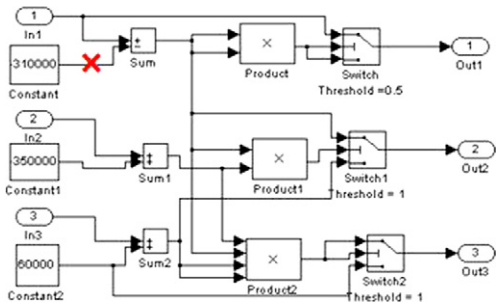 1
In1
310000
Constant
Sum
Product
Switch
Threshold =0.5
1
Out1
2
In2
350000
Constant1
Sum1
Product1
Switch1
Threshold = 1
2
Out2
3
In3
60000
Constant2
Sum2
Product2
Switch2
Threshold = 1
3
Out3